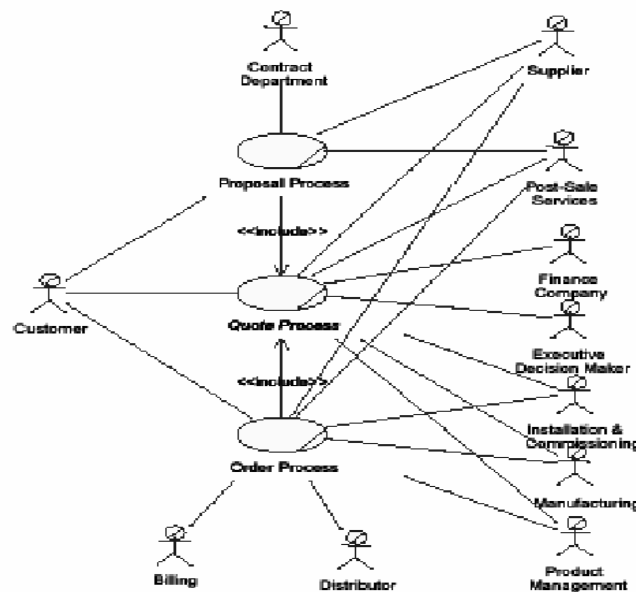 Contract
Department
Supplier
Proposal Process
Post-Sale
Services
<<include>>
Finance
Company
Customer
Quote Process
Executive
Decision Maker
<<include>>
Installation &
Commissioning
Order Process
Manufacturing
Billing
Distributor
Product
Management